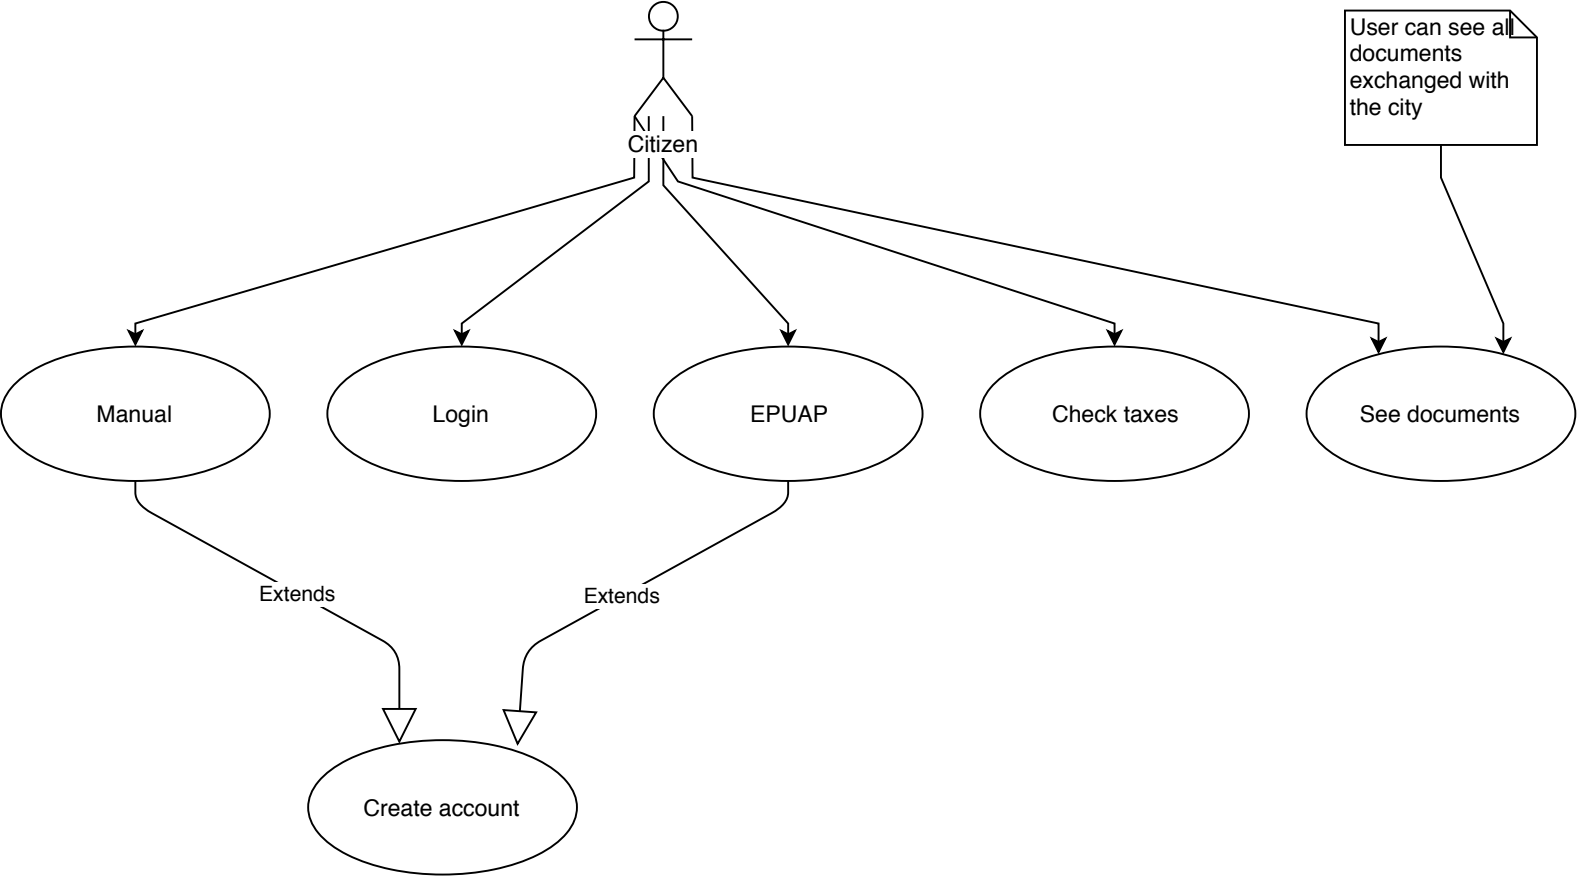 User can see all
documents
exchanged with
the city
Citizen
Manual
Login
EPUAP
Check taxes
See documents
Extends
Extends
Create account